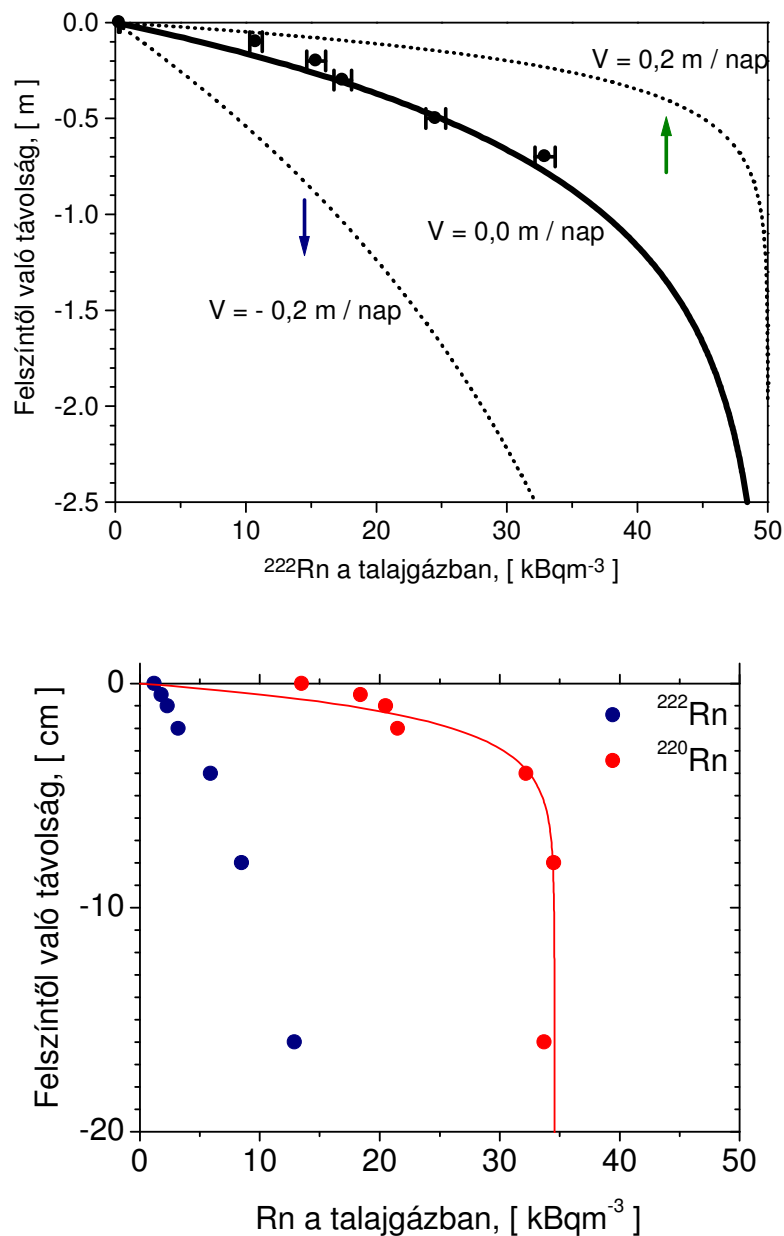 0.0
-0.5
-1.0
-1.5
-2.0
-2.5
Felszíntől való távolság, [ m ]
V = 0,2 m / nap
V = 0,0 m / nap
V = - 0,2 m / nap
0 10 20 30 40 50
²²²Rn a talajgázban, [ kBqm⁻³ ]
0
-10
-20
Felszíntől való távolság, [ cm ]
²²²Rn
²²⁰Rn
0 10 20 30 40 50
Rn a talajgázban, [ kBqm⁻³ ]